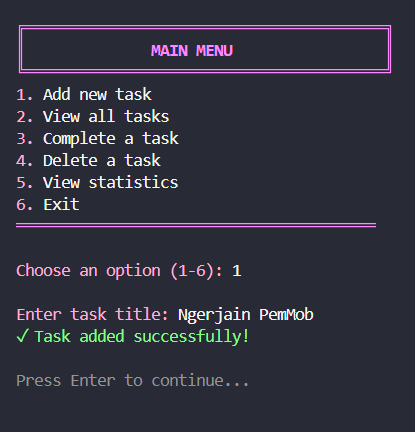 MAIN MENU
1. Add new task
2. View all tasks
3. Complete a task
4. Delete a task
5. View statistics
6. Exit
Choose an option (1-6): 1
Enter task title: Ngerjain PemMob
✓ Task added successfully!
Press Enter to continue...